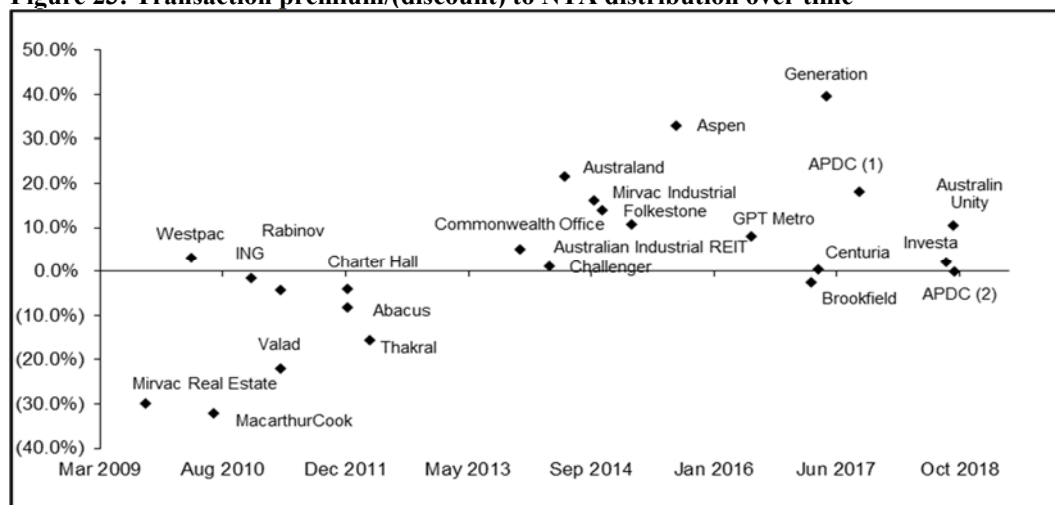 Figure 25: Transaction premium/(discount) to NTA distribution over time
50.0%
Generation
40.0%
Aspen
30.0%
Australand
APDC (1)
20.0%
Mirvac Industrial
Australin
Unity
Folkestone
10.0%
Commonwealth Office
GPT Metro
Westpac
Rabinov
ING
Australian Industrial REIT
Centuria
Investa
Charter Hall
Challenger
0.0%
Brookfield
APDC (2)
Abacus
(10.0%)
Valad
Thakral
(20.0%)
Mirvac Real Estate
(30.0%)
MacarthurCook
(40.0%)
Mar 2009 Aug 2010 Dec 2011 May 2013 Sep 2014 Jan 2016 Jun 2017 Oct 2018